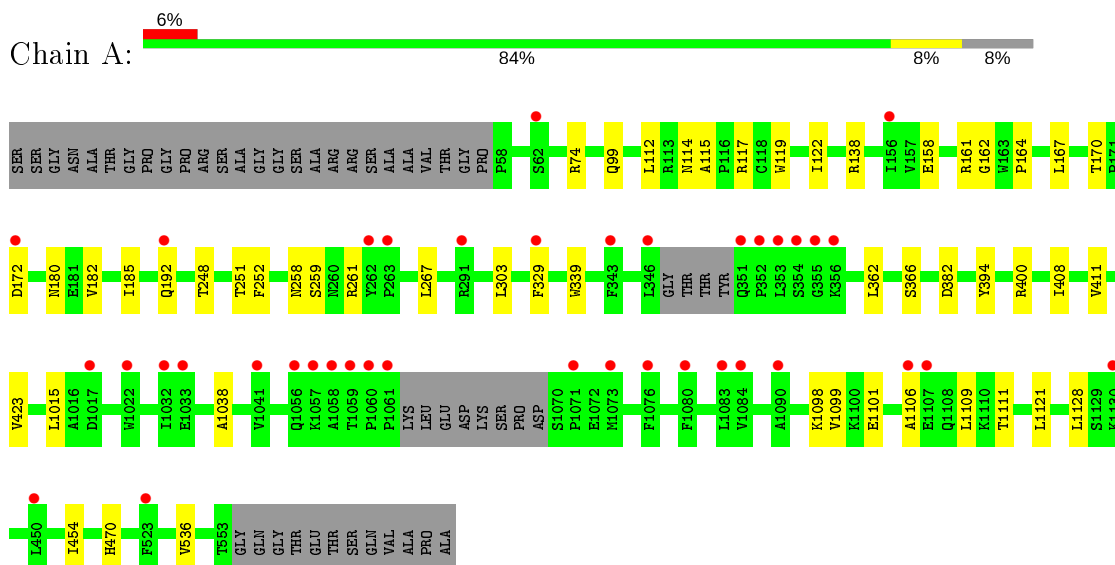 6%
Chain A:
84% 8% 8%
SER SER GLY ASN ALA THR GLY PRO GLY PRO ARG SER ALA GLY GLY SER ALA ARG ARG SER ALA ALA VAL THR GLY PRO P58 S62 R74 Q99 L112 R113 N114 A115 P116 R117 C118 W119 I122 R138 I156 V157 E158 R161 G162 W163 P164 L167 T170
D172 N180 E181 V182 I185 Q192 T248 T251 F252 N258 S259 N260 R261 Y262 P263 L267 R291 L303 F329 W339 F343 L346 GLY THR THR TYR Q351 P352 L353 S354 G355 K356 L362 S366 D382 Y394 R400 I408 V411
V423 L1015 A1016 D1017 W1022 I1032 E1033 A1038 V1041 Q1056 K1057 A1058 T1059 P1060 P1061 LYS LEU GLU ASP LYS SER PRO ASP S1070 P1071 E1072 M1073 F1076 F1080 L1083 V1084 A1090 K1098 V1099 K1100 E1101 A1106 E1107 Q1108 L1109 K1110 T1111 L1121 L1128 S1129
L450 I454 H470 F523 V536 T553 GLY GLN GLY THR GLU THR SER GLN VAL ALA PRO ALA